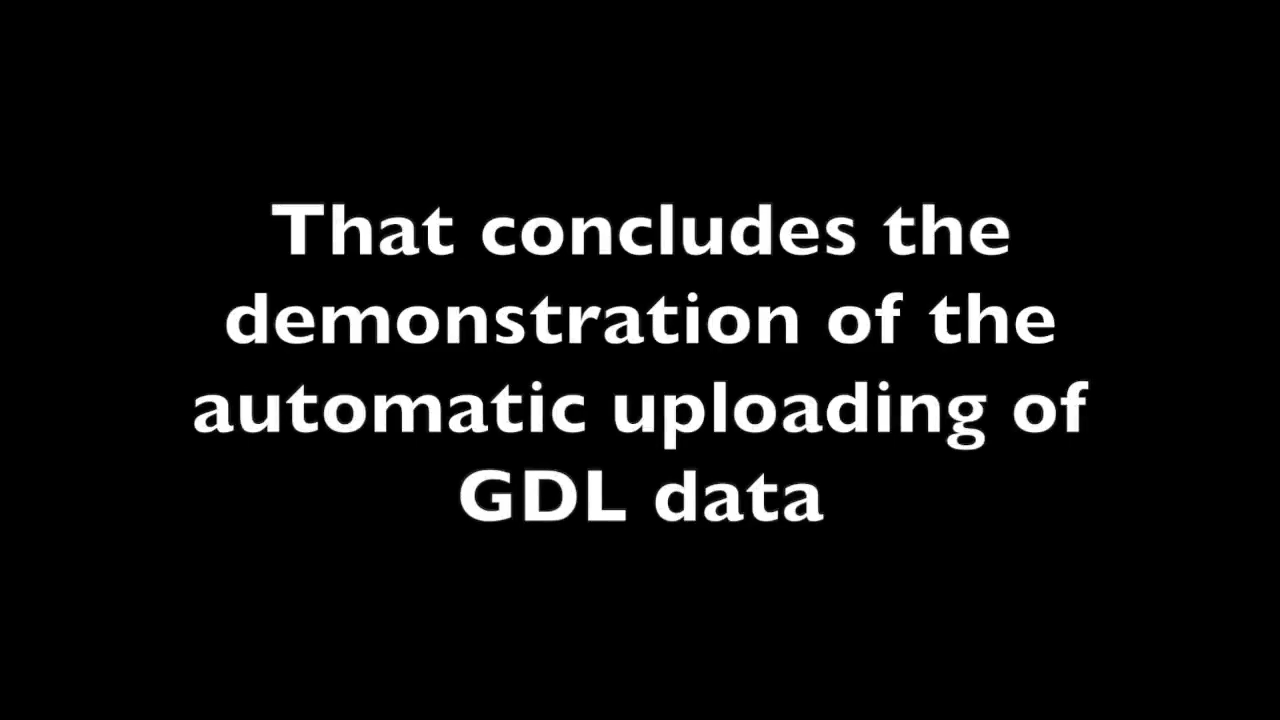 That concludes the
demonstration of the
automatic uploading of
GDL data